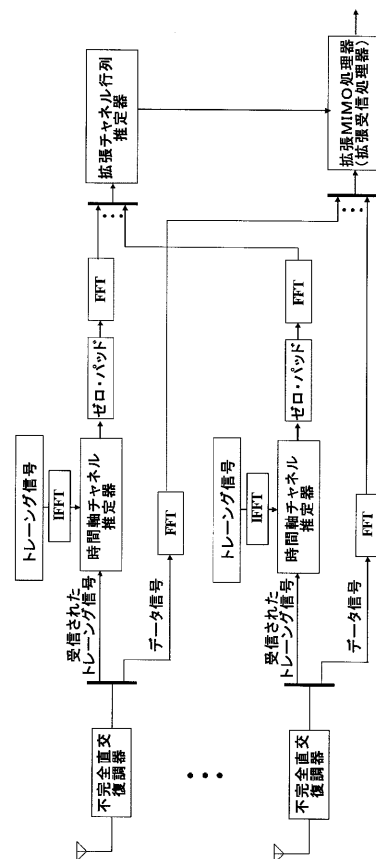 不完全直交
復調器
受信された
トレーング信号
データ信号
トレーング信号
IFFT
時間軸チャネル
推定器
ゼロ・パッド
FFT
FFT
拡張チャネル行列
推定器
不完全直交
復調器
受信された
トレーング信号
データ信号
トレーング信号
IFFT
時間軸チャネル
推定器
ゼロ・パッド
FFT
FFT
拡張MIMO処理器
(拡張受信処理器)